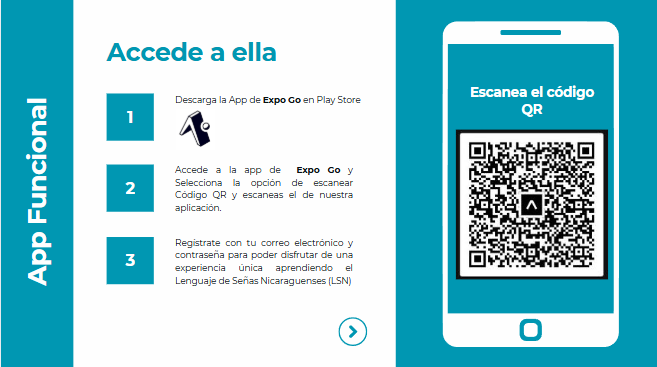 App Funcional
Accede a ella
1
Descarga la App de Expo Go en Play Store
2
Accede a la app de Expo Go y
Selecciona la opción de escanear
Código QR y escaneas el de nuestra
aplicación.
3
Regístrate con tu correo electrónico y
contraseña para poder disfrutar de una
experiencia única aprendiendo el
Lenguaje de Señas Nicaraguenses (LSN)
Escanea el código
QR